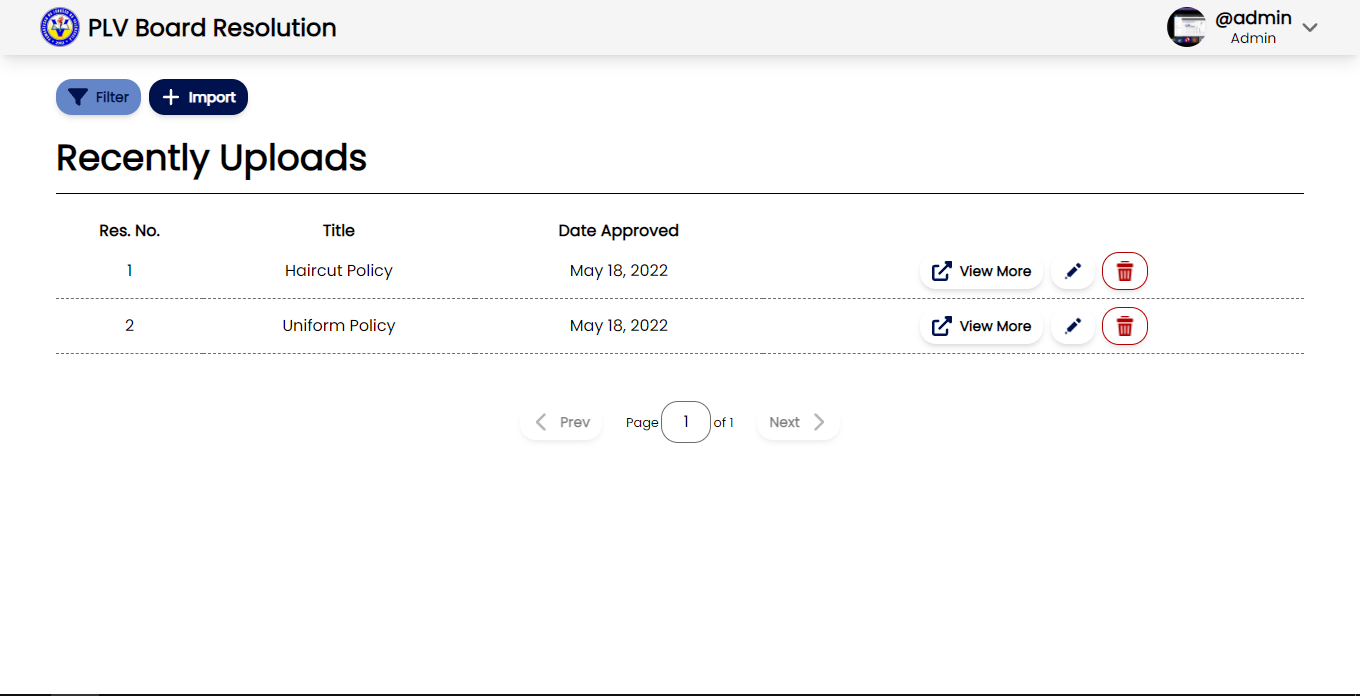 PLV Board Resolution
@admin
Admin
Filter
Import
Recently Uploads
Res. No. Title Date Approved
1 Haircut Policy May 18, 2022 View More
2 Uniform Policy May 18, 2022 View More
Prev Page 1 of 1 Next